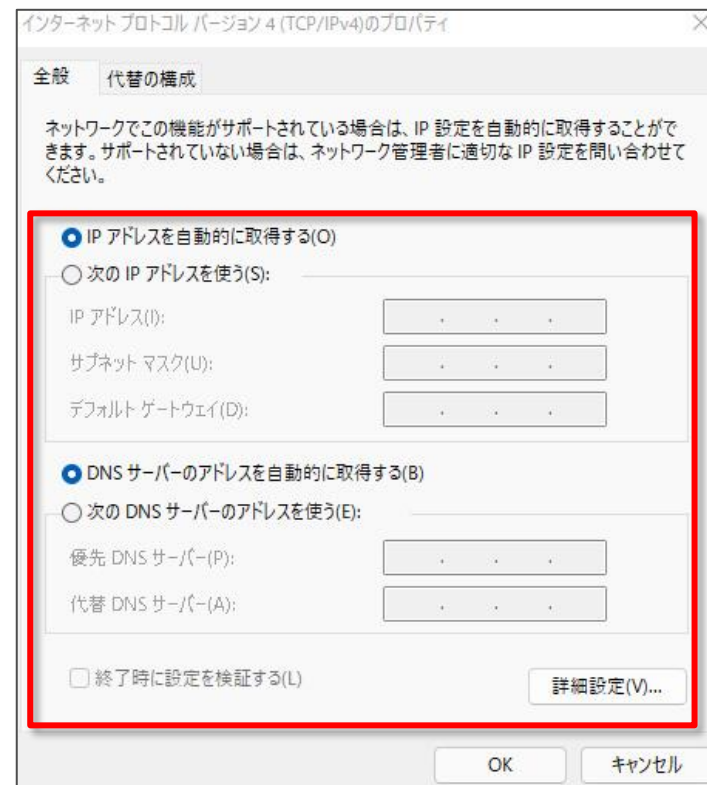 インターネット プロトコル バージョン 4 (TCP/IPv4)のプロパティ
全般 代替の構成
ネットワークでこの機能がサポートされている場合は、IP 設定を自動的に取得することがで
きます。サポートされていない場合は、ネットワーク管理者に適切な IP 設定を問い合わせて
ください。
IP アドレスを自動的に取得する(O)
次の IP アドレスを使う(S):
IP アドレス(I):
サブネット マスク(U):
デフォルト ゲートウェイ(D):
DNS サーバーのアドレスを自動的に取得する(B)
次の DNS サーバーのアドレスを使う(E):
優先 DNS サーバー(P):
代替 DNS サーバー(A):
終了時に設定を検証する(L)
詳細設定(V)...
OK キャンセル